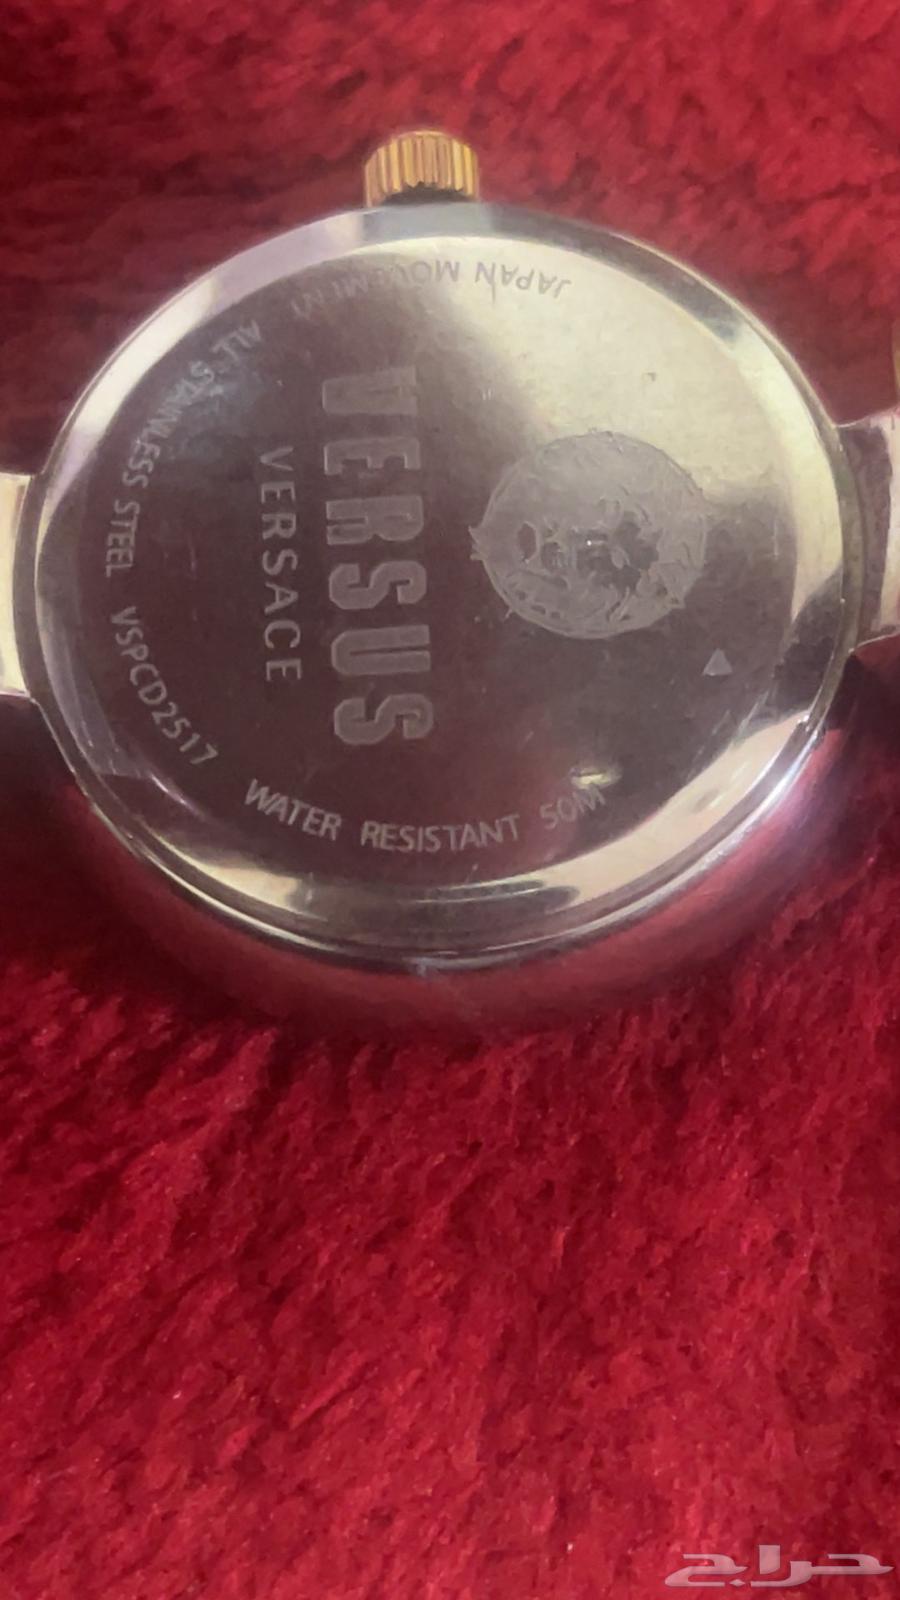 VERSUS
VERSACE
JAPAN MOVEMENT
ALL STAINLESS STEEL
VSPCD2517
WATER RESISTANT 50M
حراج